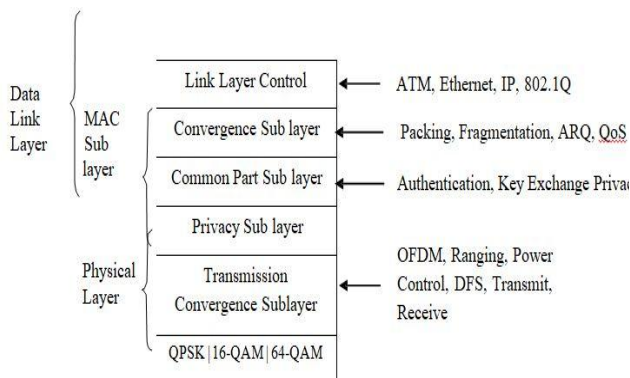 Data
Link
Layer
MAC
Sub
layer
Physical
Layer
Link Layer Control
Convergence Sub layer
Common Part Sub layer
Privacy Sub layer
Transmission
Convergence Sublayer
QPSK|16-QAM|64-QAM
ATM, Ethernet, IP, 802.1Q
Packing, Fragmentation, ARQ, QoS
Authentication, Key Exchange Privac
OFDM, Ranging, Power
Control, DFS, Transmit,
Receive